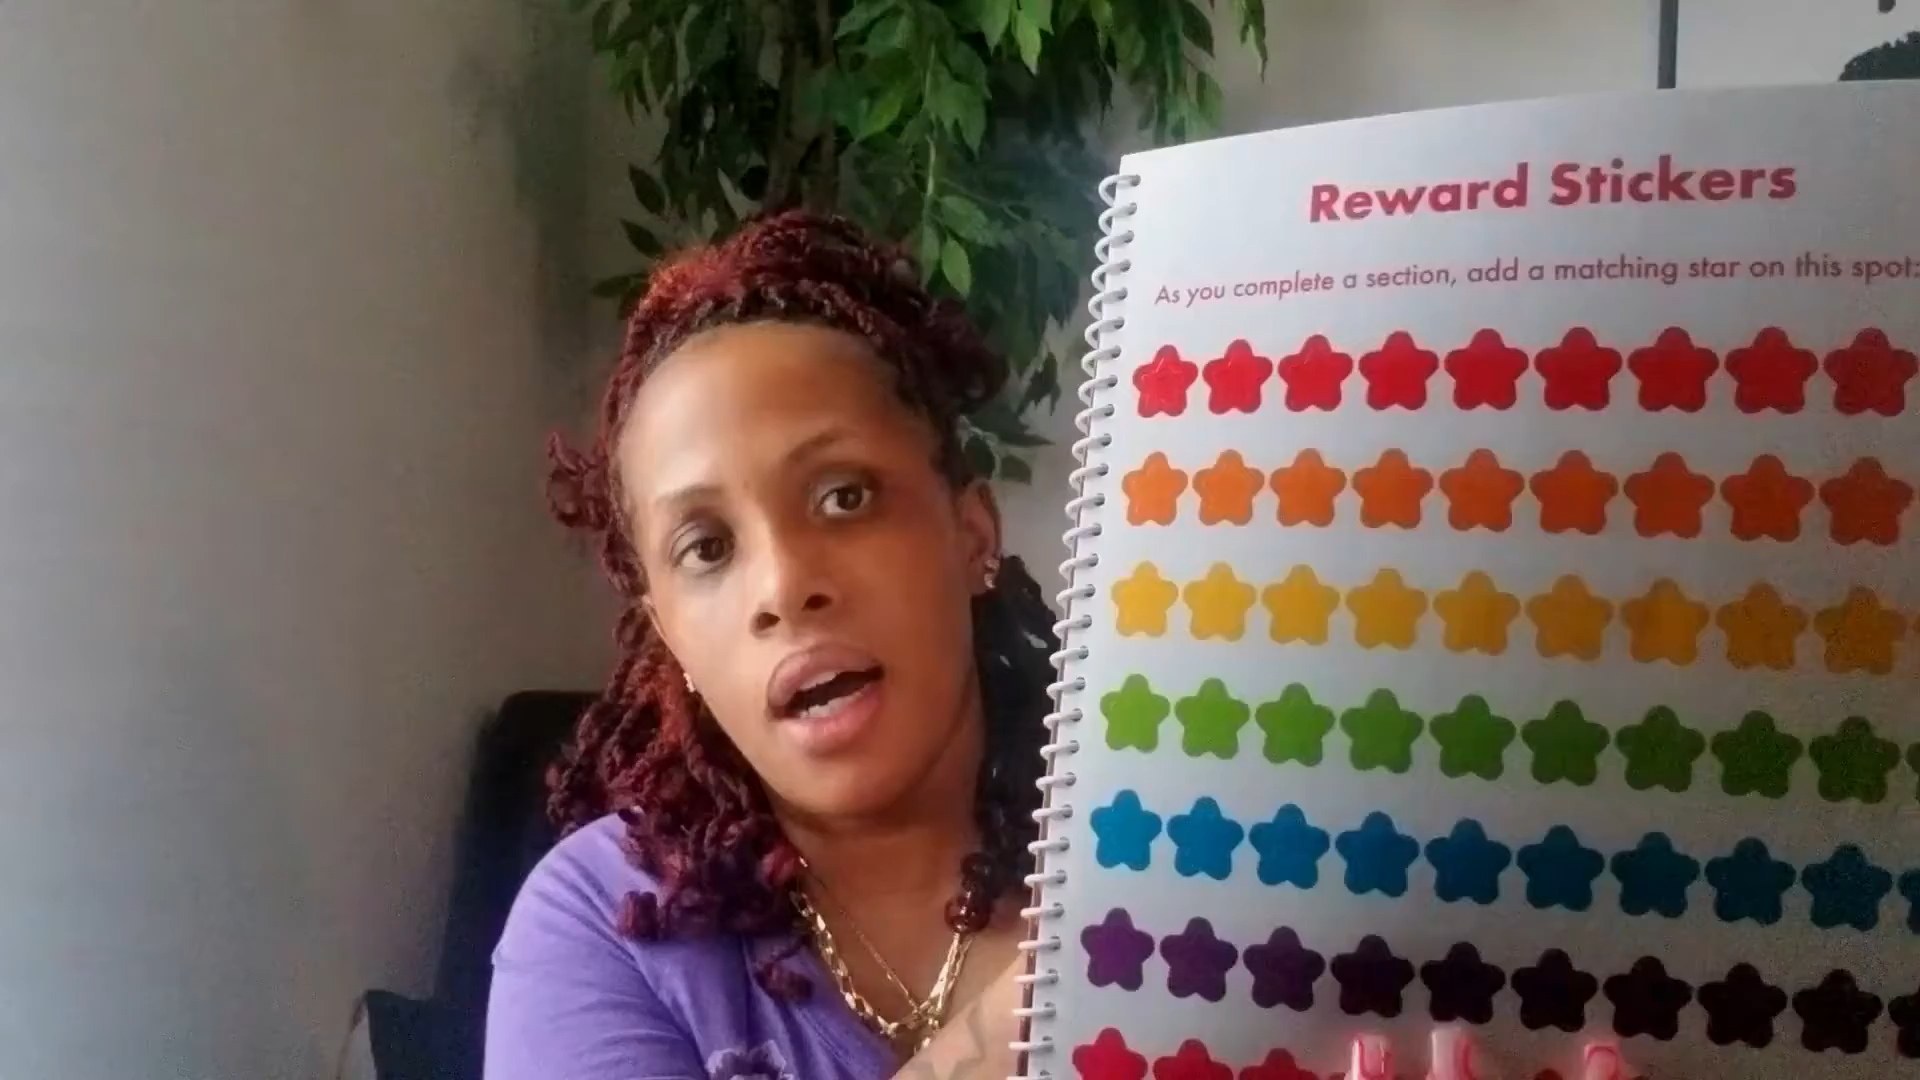 Reward Stickers
As you complete a section, add a matching star on this spot: